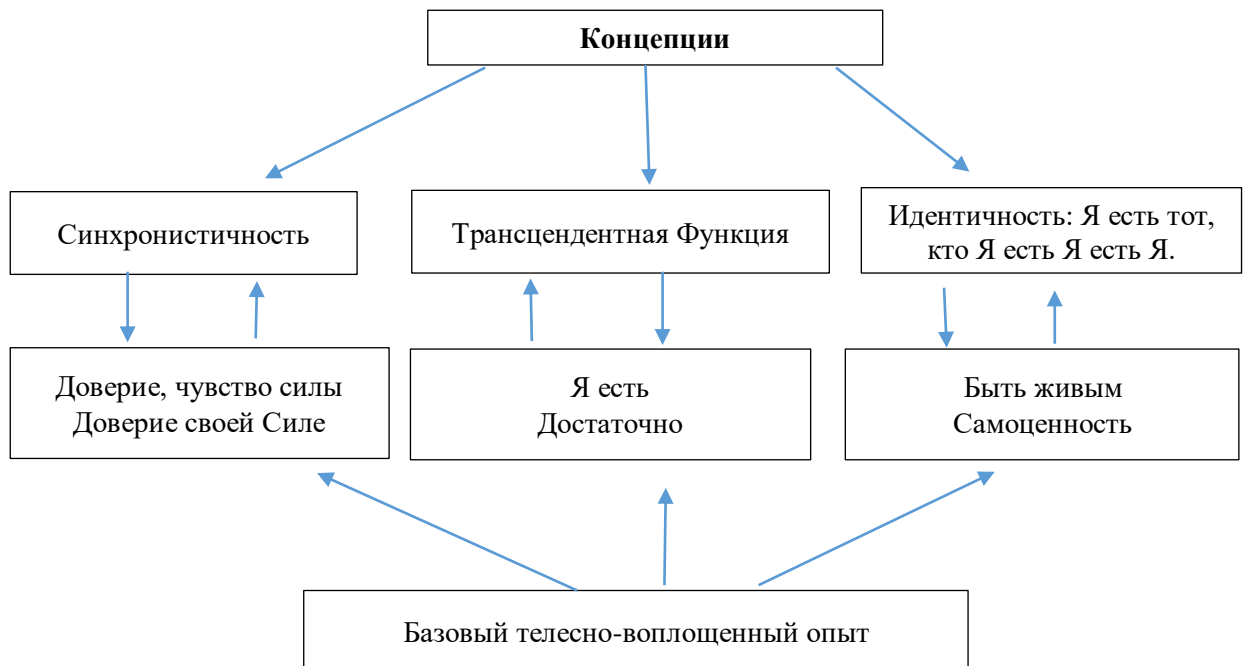 Концепции
Синхронистичность
Трансцендентная Функция
Идентичность: Я есть тот,
кто Я есть Я есть Я.
Доверие, чувство силы
Доверие своей Силе
Я есть
Достаточно
Быть живым
Самоценность
Базовый телесно-воплощенный опыт